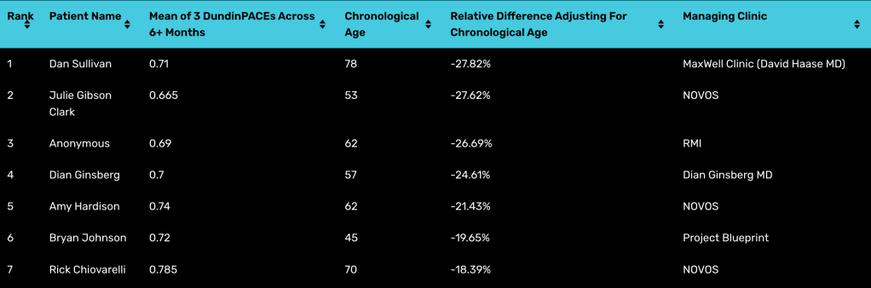 Rank Patient Name Mean of 3 DundinPACEs Across 6+ Months Chronological Age Relative Difference Adjusting For Chronological Age Managing Clinic
1 Dan Sullivan 0.71 78 -27.82% MaxWell Clinic (David Haase MD)
2 Julie Gibson Clark 0.665 53 -27.62% NOVOS
3 Anonymous 0.69 62 -26.69% RMI
4 Dian Ginsberg 0.7 57 -24.61% Dian Ginsberg MD
5 Amy Hardison 0.74 62 -21.43% NOVOS
6 Bryan Johnson 0.72 45 -19.65% Project Blueprint
7 Rick Chiovarelli 0.785 70 -18.39% NOVOS